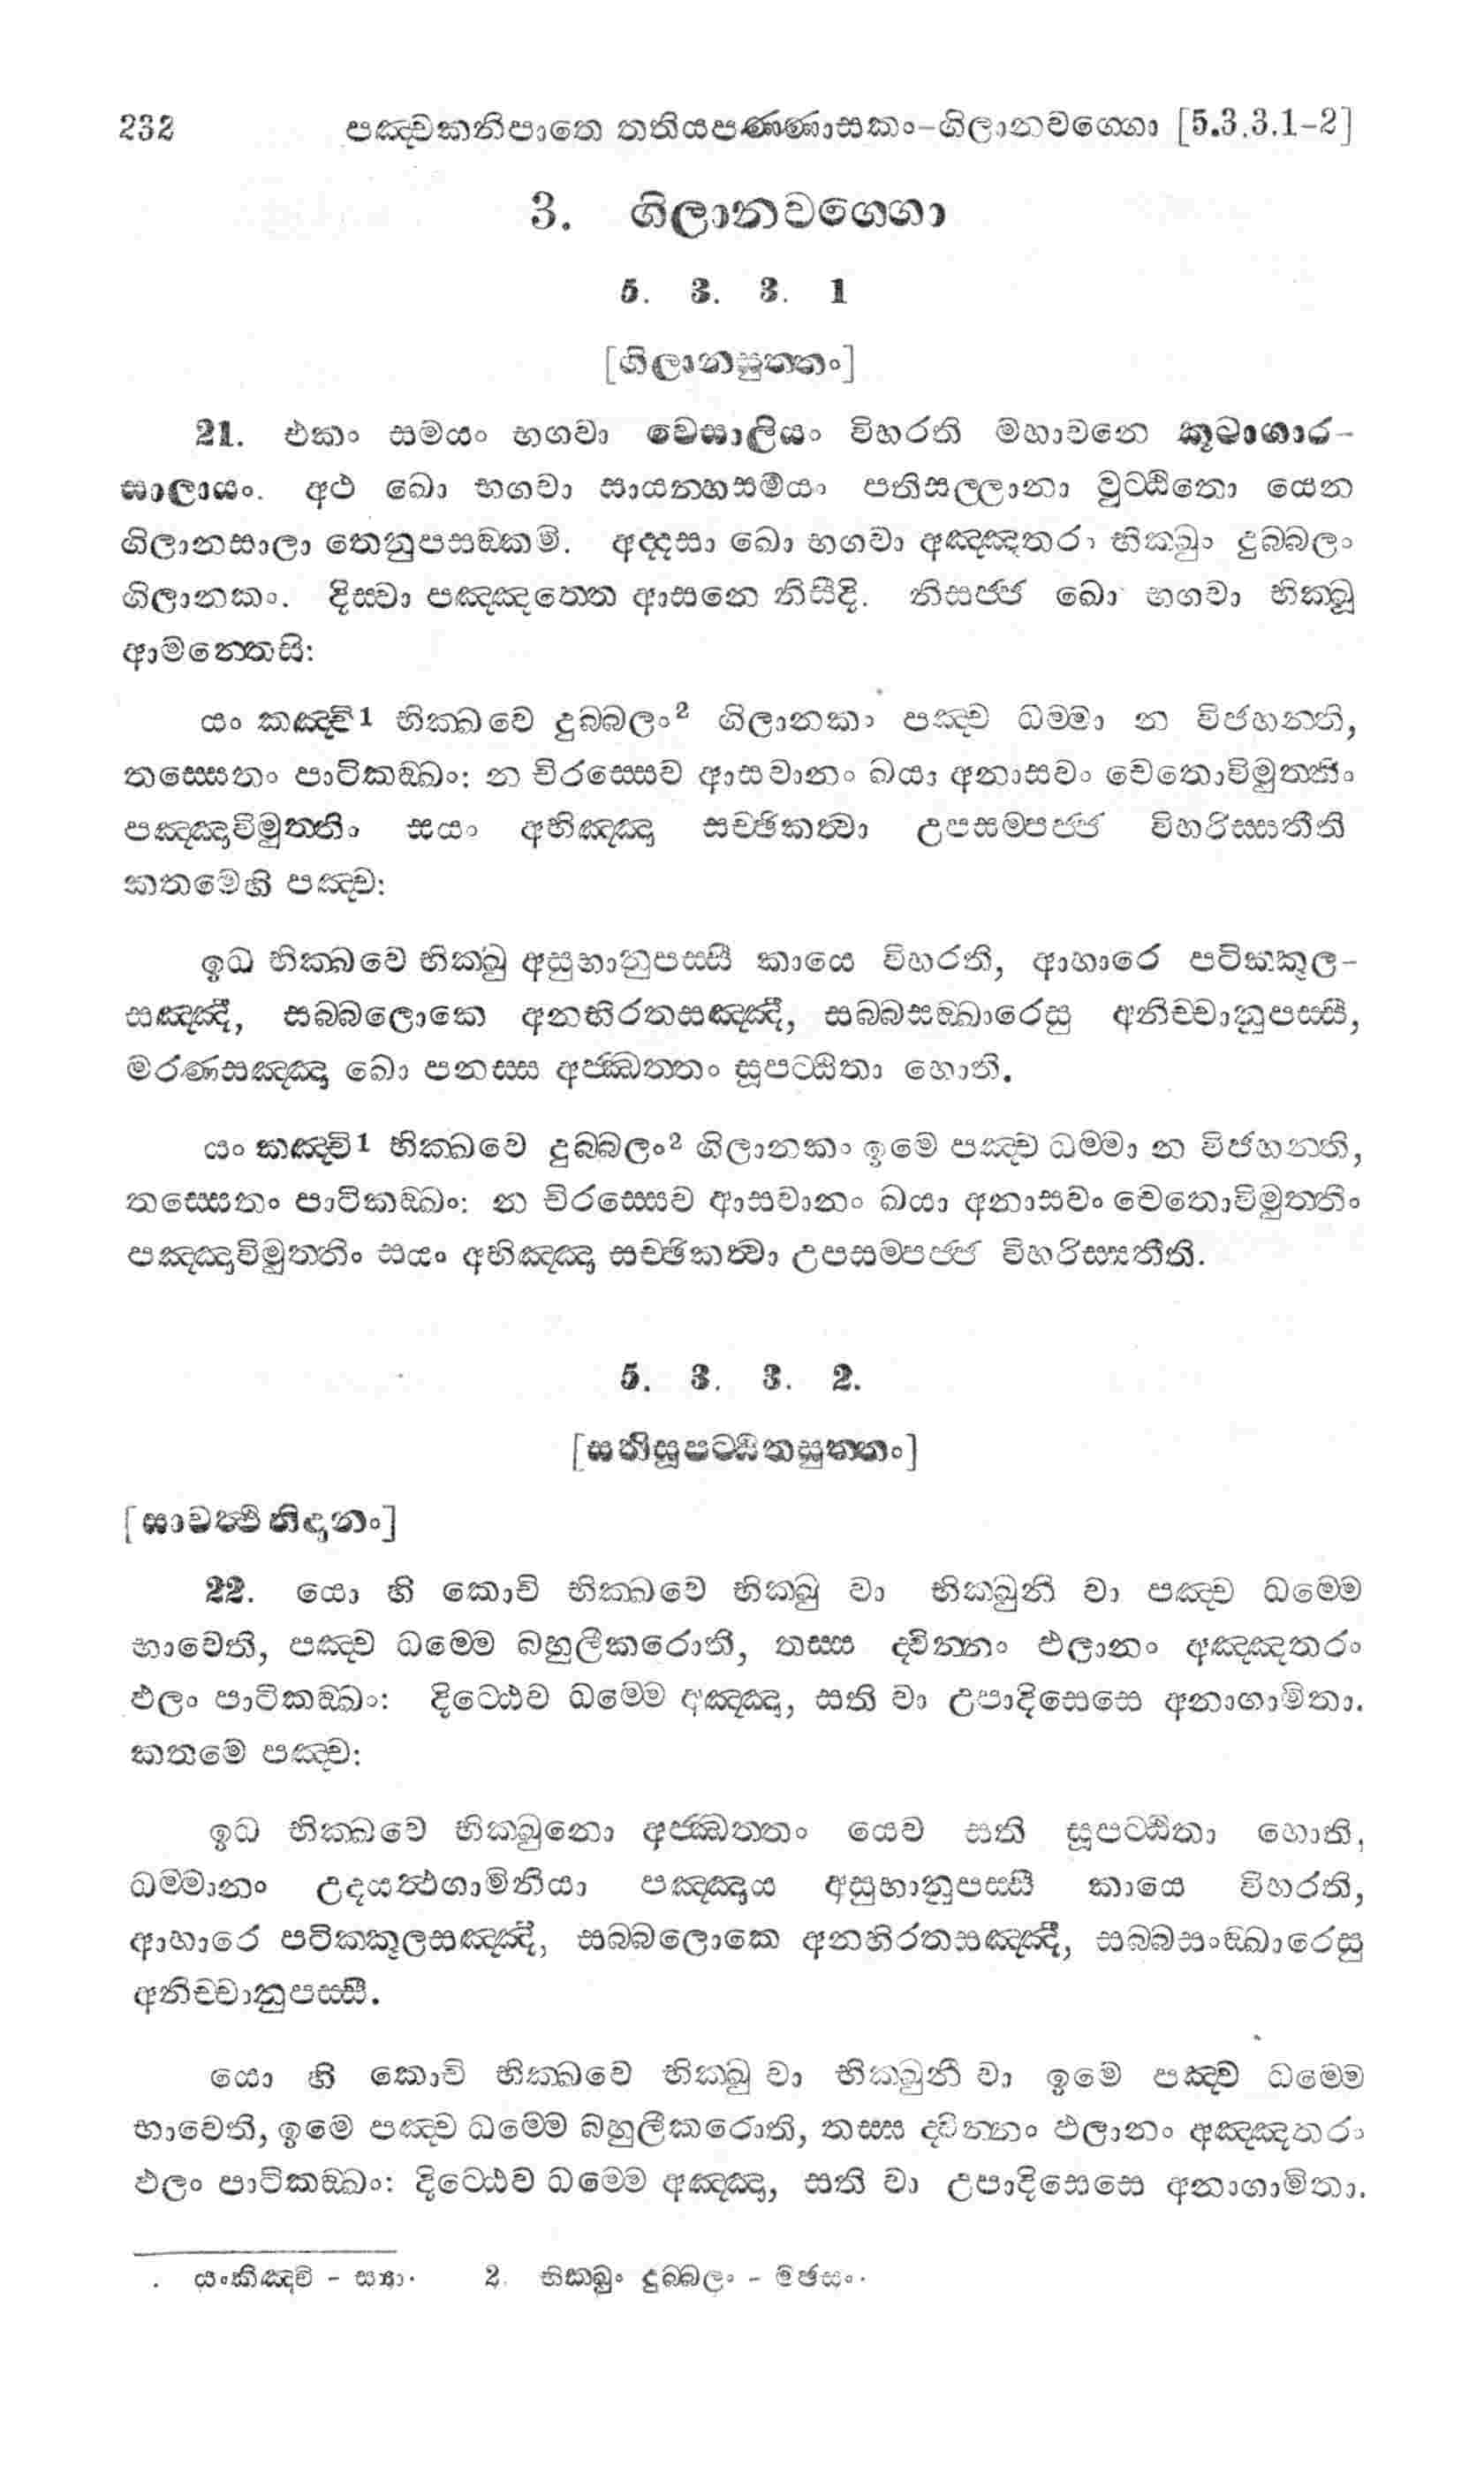 232 පඤ්චකනිපාතෙ තතියපණ්ණාසකං-ගිලානවග්ගො [5.3.3.1-2]
3. ගිලානවග්ගො
5. 3. 3. 1
[ගිලානසුත්තං]
21. එකං සමයං භගවා වෙසාලියං විහරති මහාවනෙ කූටාගාර-
සාලායං. අථ ඛො භගවා සායන්හසමයං පතිසල්ලානා වුට්ඨිතො යෙන
ගිලානසාලා තෙනුපසඞ්කමි. අද්දසා ඛො භගවා අඤ්ඤතරං භික්ඛුං දුබ්බලං
ගිලානකං. දිස්වා පඤ්ඤත්තෙ ආසනෙ නිසීදි. නිසජ්ජ ඛො භගවා භික්ඛූ
ආමන්තෙසි:
යං කඤ්චි1 භික්ඛවෙ දුබ්බලං2 ගිලානකං පඤ්ච ධම්මා න විජහන්ති,
තස්සෙතං පාටිකඞ්ඛං: න චිරස්සෙව ආසවානං ඛයා අනාසවං චෙතොවිමුත්තිං
පඤ්ඤාවිමුත්තිං සයං අභිඤ්ඤා සච්ඡිකත්වා උපසම්පජ්ජ විහරිස්සතීති
කතමෙහි පඤ්ච:
ඉධ භික්ඛවෙ භික්ඛු අසුභානුපස්සී කායෙ විහරති, ආහාරෙ පටික්කූල-
සඤ්ඤී, සබ්බලොකෙ අනභිරතසඤ්ඤී, සබ්බසඞ්ඛාරෙසු අනිච්චානුපස්සී,
මරණසඤ්ඤා ඛො පනස්ස අජ්ඣත්තං සූපට්ඨිතා හොති.
යං කඤ්චි1 භික්ඛවෙ දුබ්බලං2 ගිලානකං ඉමෙ පඤ්ච ධම්මා න විජහන්ති,
තස්සෙතං පාටිකඞ්ඛං: න චිරස්සෙව ආසවානං ඛයා අනාසවං චෙතොවිමුත්තිං
පඤ්ඤාවිමුත්තිං සයං අභිඤ්ඤා සච්ඡිකත්වා උපසම්පජ්ජ විහරිස්සතීති.
5. 3. 3. 2.
[සතිසූපට්ඨිතසුත්තං]
[සාවත්ථිනිදානං]
22. යො හි කොචි භික්ඛවෙ භික්ඛු වා භික්ඛුනි වා පඤ්ච ධම්මෙ
භාවෙති, පඤ්ච ධම්මෙ බහුලීකරොති, තස්ස ද්වින්නං ඵලානං අඤ්ඤතරං
ඵලං පාටිකඞ්ඛං: දිට්ඨෙව ධම්මෙ අඤ්ඤා, සති වා උපාදිසෙසෙ අනාගාමිතා.
කතමෙ පඤ්ච:
ඉධ භික්ඛවෙ භික්ඛුනො අජ්ඣත්තං යෙව සති සූපට්ඨිතා හොති,
ධම්මානං උදයත්ථගාමිනියා පඤ්ඤාය අසුභානුපස්සී කායෙ විහරති,
ආහාරෙ පටික්කූලසඤ්ඤී, සබ්බලොකෙ අනභිරතසඤ්ඤී, සබ්බසංඞ්ඛාරෙසු
අනිච්චානුපස්සී.
යො හි කොචි භික්ඛවෙ භික්ඛු වා භික්ඛුනී වා ඉමෙ පඤ්ච ධම්මෙ
භාවෙති, ඉමෙ පඤ්ච ධම්මෙ බහුලීකරොති, තස්ස ද්වින්නං ඵලානං අඤ්ඤතරං
ඵලං පාටිකඞ්ඛං: දිට්ඨෙව ධම්මෙ අඤ්ඤා, සති වා උපාදිසෙසෙ අනාගාමිතා.
. යංකිඤ්චි - ස්‍යා. 2. භික්ඛුං දුබ්බලං - මඡසං.